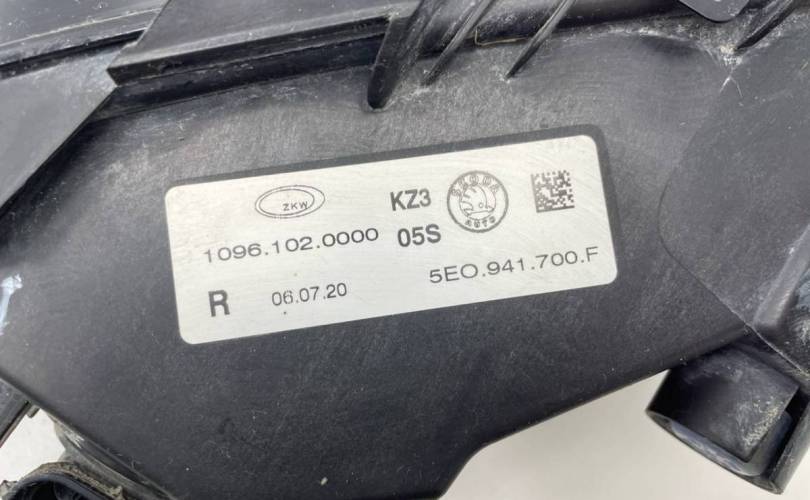 ZKW
KZ3
SKODA
AUTO
1096.102.0000
05S
R
06.07.20
5E0.941.700.F